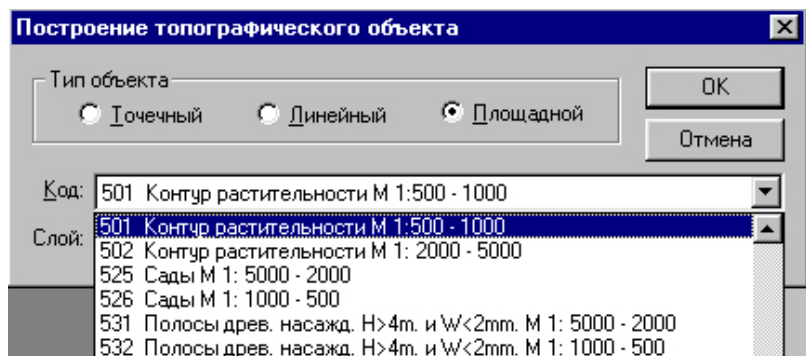 Построение топографического объекта
Тип объекта
Точечный Линейный Площадной
OK
Отмена
Код: 501 Контур растительности М 1:500 - 1000
Слой:
501 Контур растительности М 1:500 - 1000
502 Контур растительности М 1: 2000 - 5000
525 Сады М 1: 5000 - 2000
526 Сады М 1: 1000 - 500
531 Полосы древ. насажд. H>4m. и W<2mm. М 1: 5000 - 2000
532 Полосы древ. насажд. H>4m. и W<2mm. М 1: 1000 - 500